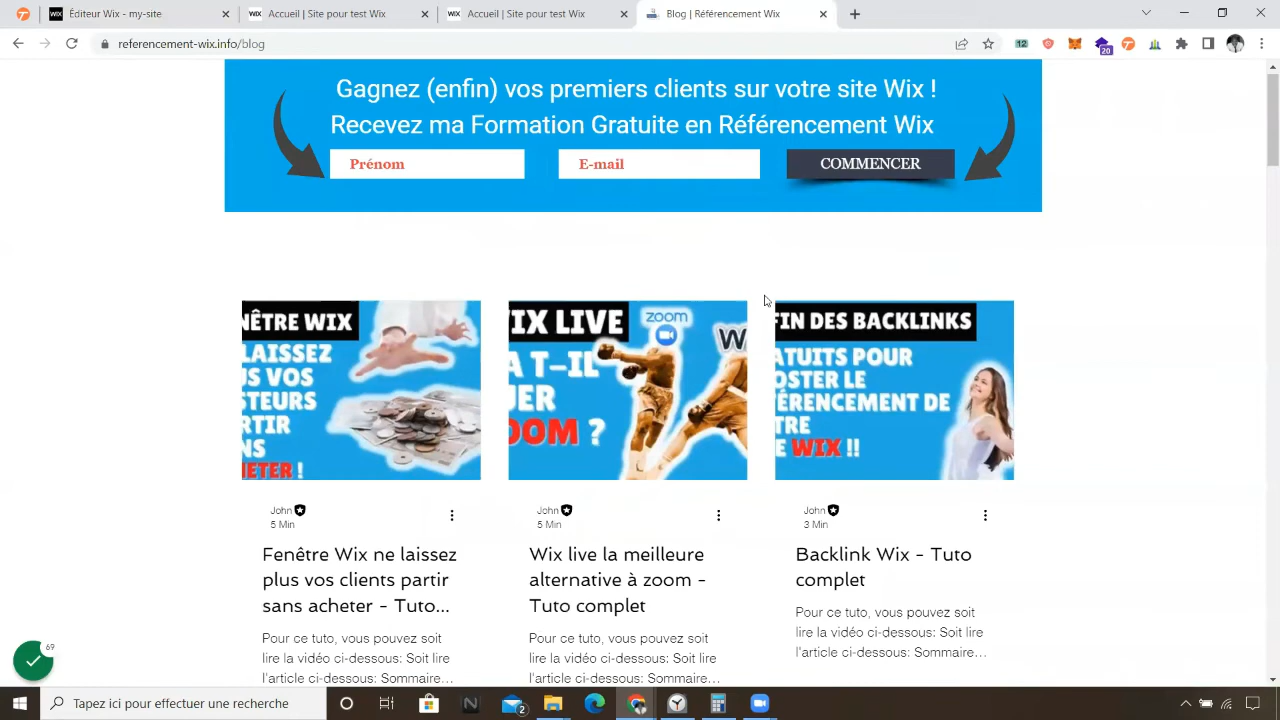 Éditeur Wix - my-site
Accueil | Site pour test Wix
Accueil | Site pour test Wix
Blog | Référencement Wix
referencement-wix.info/blog
12
20
Gagnez (enfin) vos premiers clients sur votre site Wix !
Recevez ma Formation Gratuite en Référencement Wix
Prénom
E-mail
COMMENCER
NÊTRE WIX
LAISSEZ
US VOS
STEURS
RTIR
NS
HETER !
IX LIVE
A T-IL
UER
OOM ?
zoom
W
FIN DES BACKLINKS
ATUITS POUR
OSTER LE
FÉRENCEMENT DE
TRE
E WIX !!
John
5 Min
Fenêtre Wix ne laissez
plus vos clients partir
sans acheter - Tuto...
Pour ce tuto, vous pouvez soit
lire la vidéo ci-dessous: Soit lire
l'article ci-dessous: Sommaire...
John
5 Min
Wix live la meilleure
alternative à zoom -
Tuto complet
Pour ce tuto, vous pouvez soit
lire la vidéo ci-dessous: Soit lire
l'article ci-dessous: Sommaire...
John
3 Min
Backlink Wix - Tuto
complet
Pour ce tuto, vous pouvez soit
lire la vidéo ci-dessous: Soit lire
l'article ci-dessous: Sommaire...
69
Tapez ici pour effectuer une recherche
2